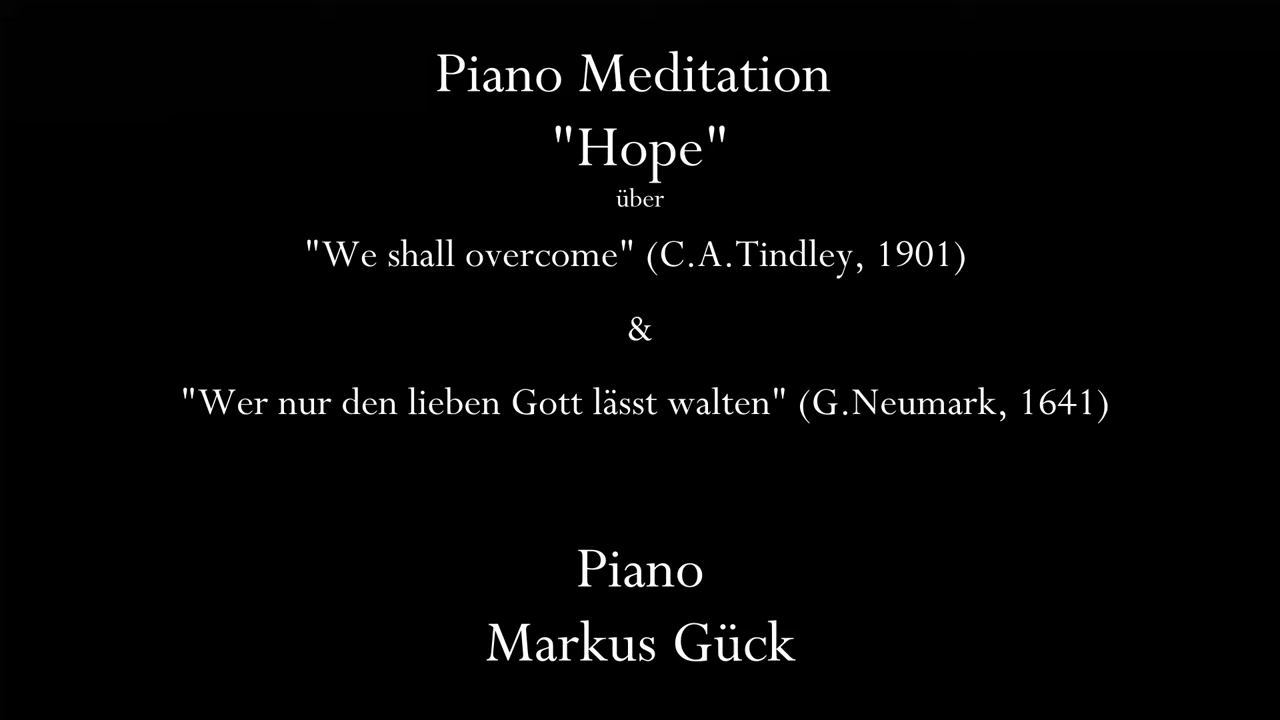 Piano Meditation
"Hope"
über
"We shall overcome" (C.A.Tindley, 1901)
&
"Wer nur den lieben Gott lässt walten" (G.Neumark, 1641)
Piano
Markus Gück